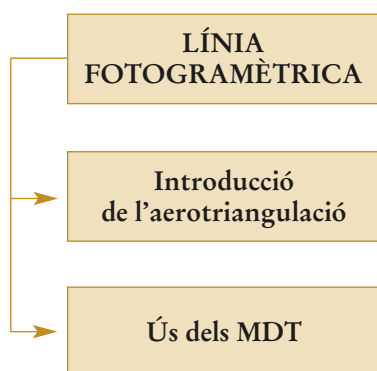 LÍNIA
FOTOGRAMÈTRICA
Introducció
de l’aerotriangulació
Ús dels MDT